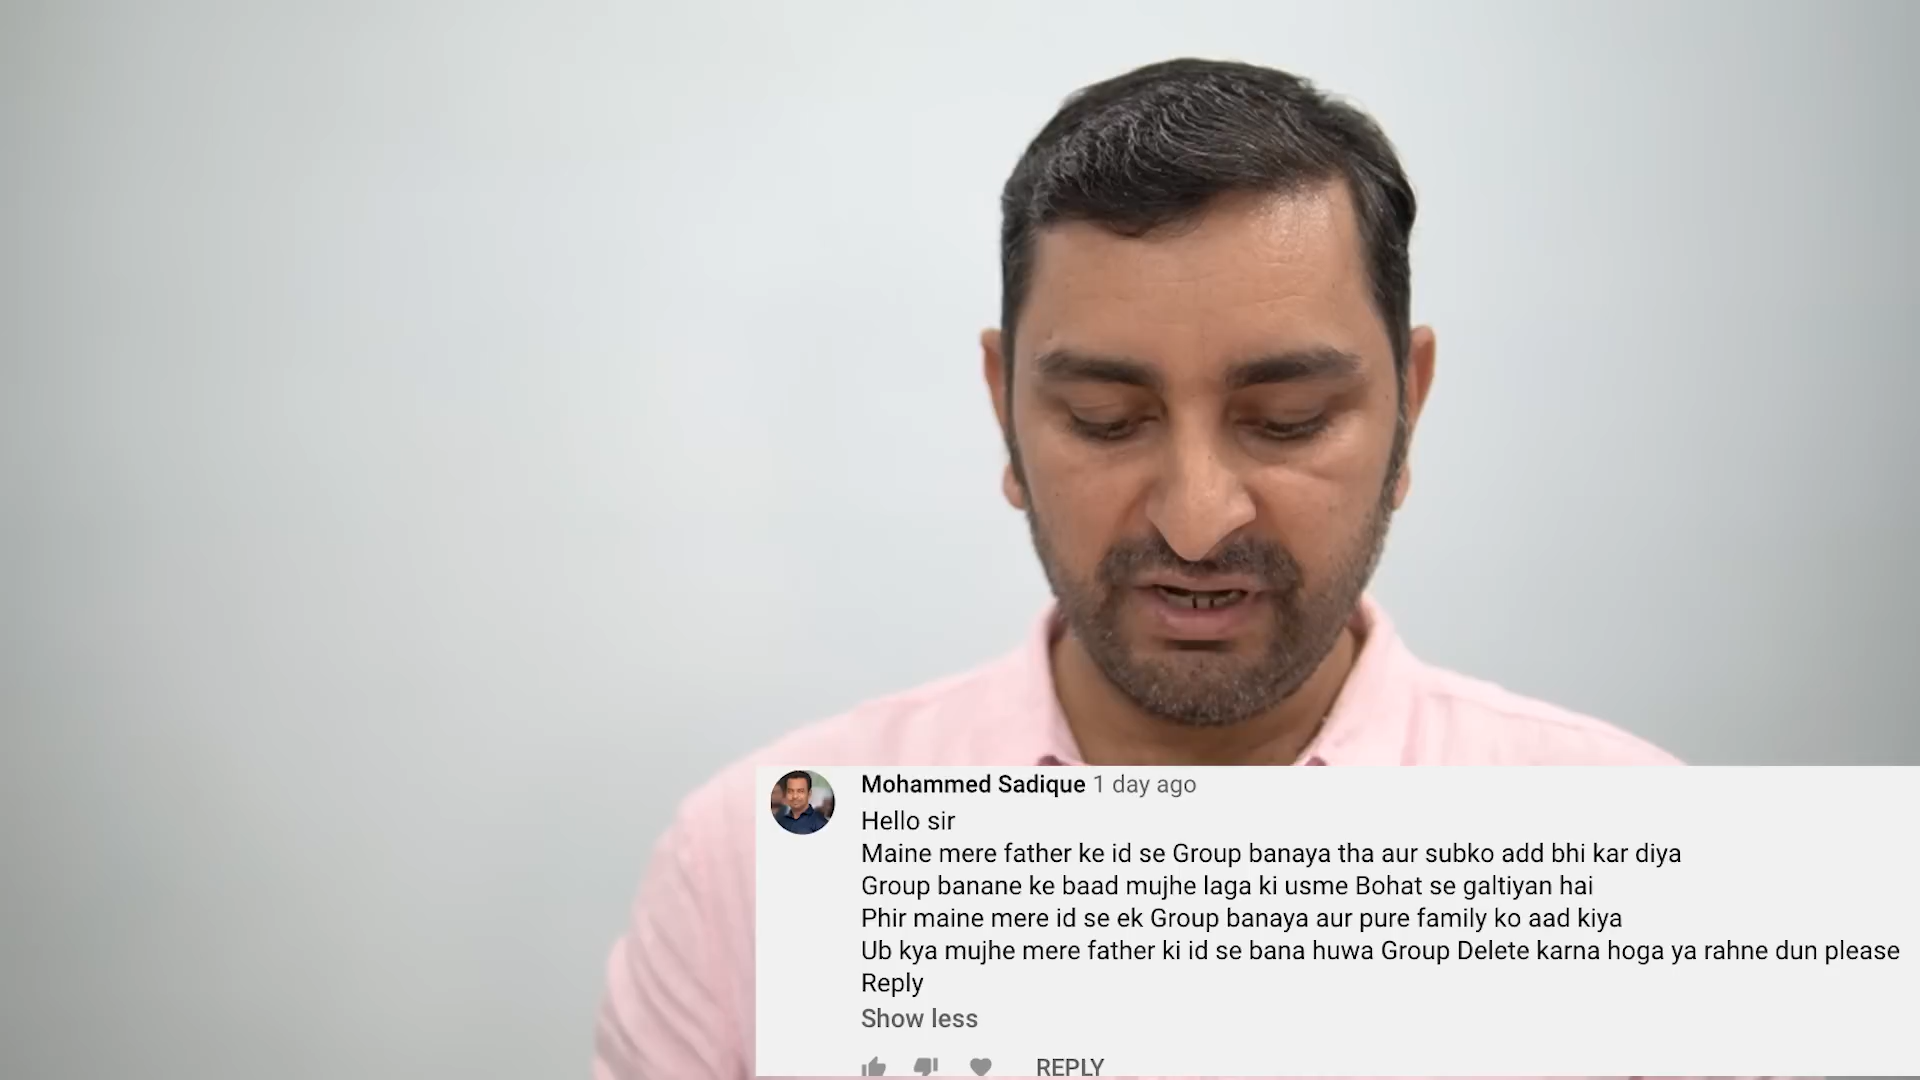 Mohammed Sadique 1 day ago
Hello sir
Maine mere father ke id se Group banaya tha aur subko add bhi kar diya
Group banane ke baad mujhe laga ki usme Bohat se galtiyan hai
Phir maine mere id se ek Group banaya aur pure family ko aad kiya
Ub kya mujhe mere father ki id se bana huwa Group Delete karna hoga ya rahne dun please
Reply
Show less
REPLY